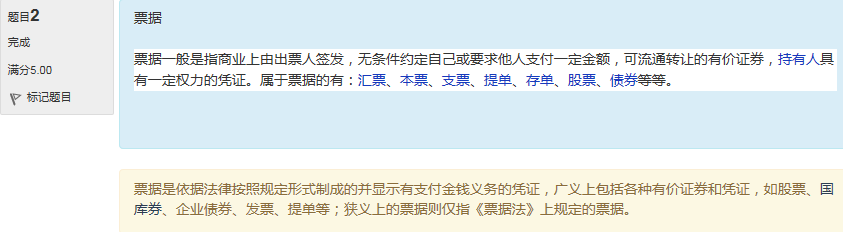 题目2
完成
满分5.00
标记题目
票据
票据一般是指商业上由出票人签发，无条件约定自己或要求他人支付一定金额，可流通转让的有价证券，持有人具
有一定权力的凭证。属于票据的有：汇票、本票、支票、提单、存单、股票、债券等等。
票据是依据法律按照规定形式制成的并显示有支付金钱义务的凭证，广义上包括各种有价证券和凭证，如股票、国
库券、企业债券、发票、提单等；狭义上的票据则仅指《票据法》上规定的票据。